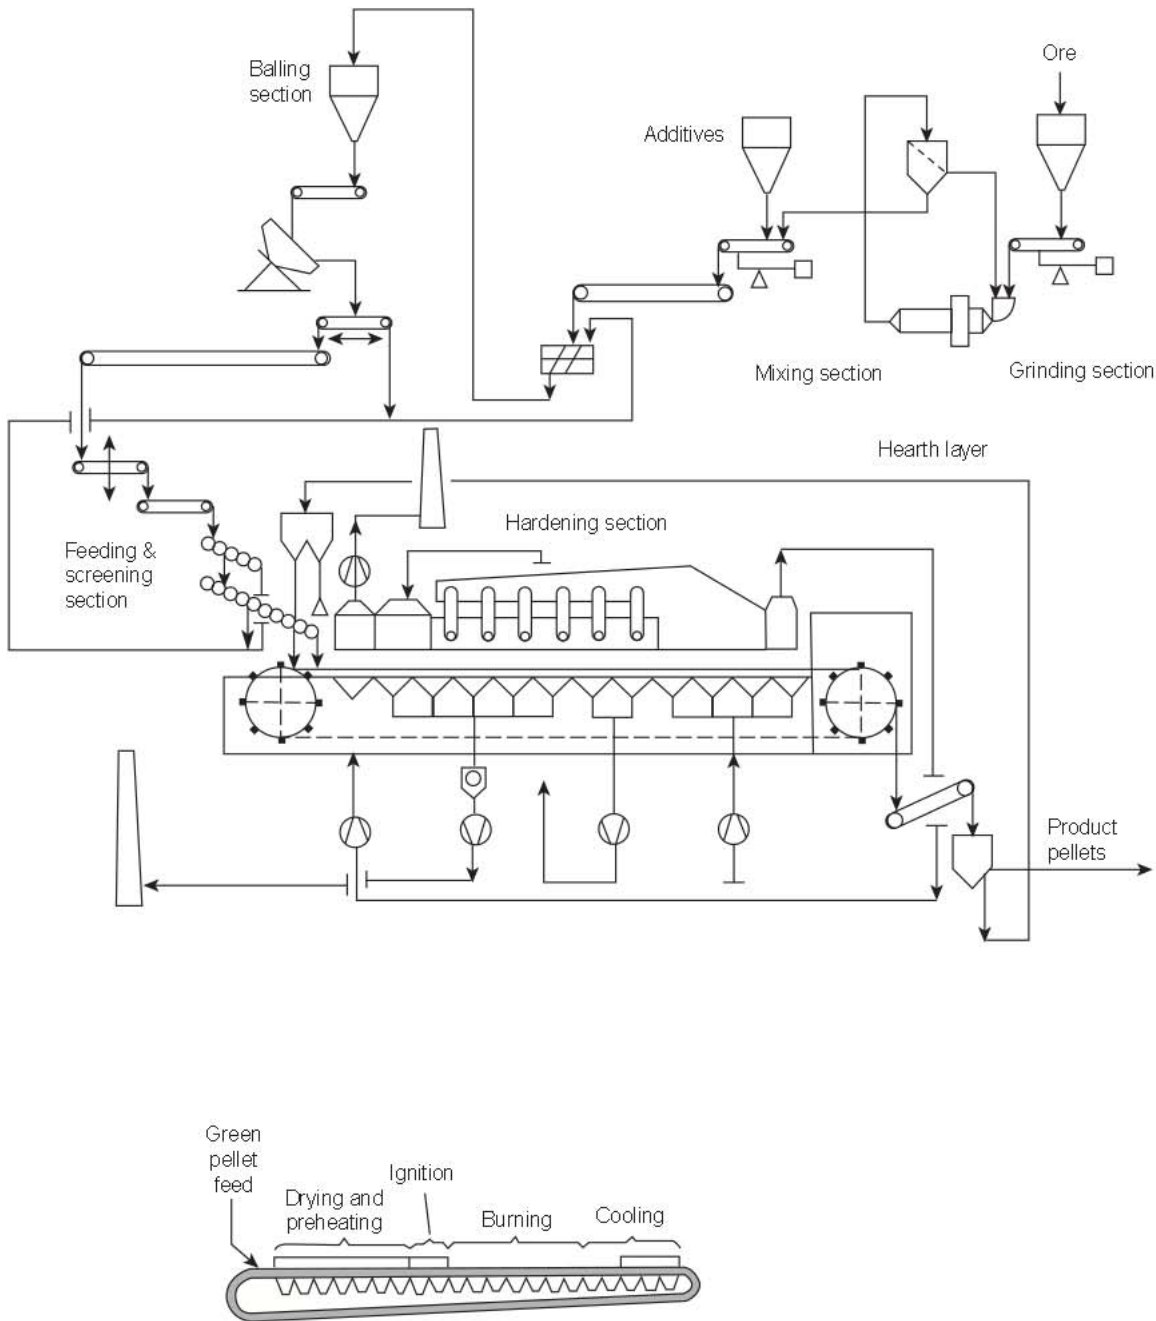 Ore
Balling
section
Additives
Mixing section
Grinding section
Hearth layer
Hardening section
Feeding &
screening
section
Product
pellets
Green
pellet
feed
Ignition
Drying and
preheating
Burning
Cooling